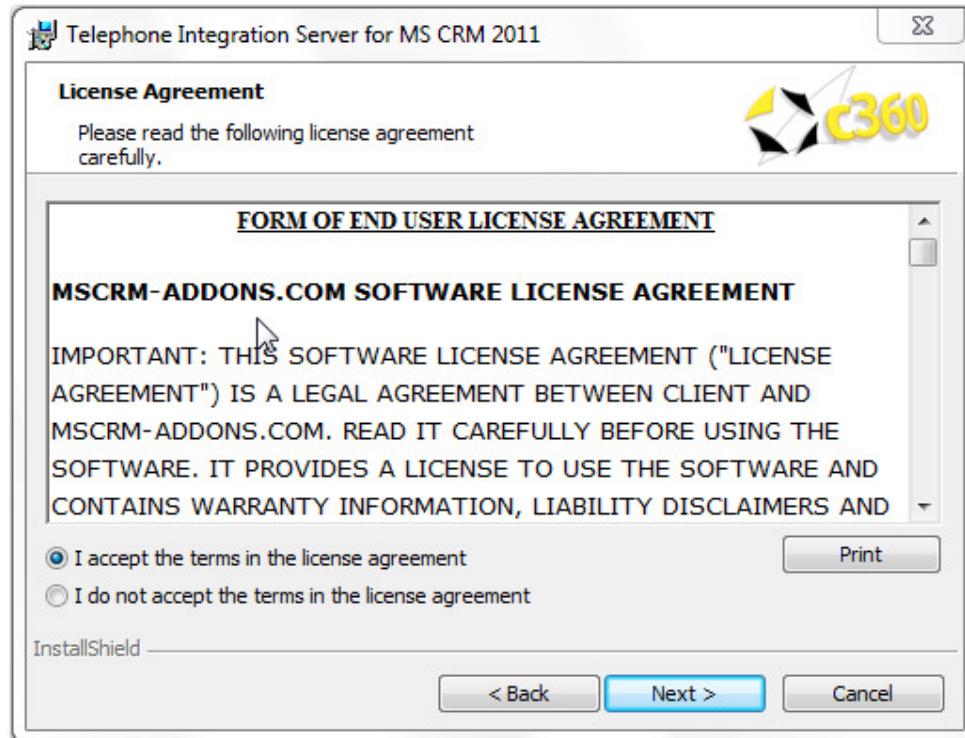 Telephone Integration Server for MS CRM 2011
License Agreement
Please read the following license agreement
carefully.
c360
FORM OF END USER LICENSE AGREEMENT
MSCRM-ADDONS.COM SOFTWARE LICENSE AGREEMENT
IMPORTANT: THIS SOFTWARE LICENSE AGREEMENT ("LICENSE
AGREEMENT") IS A LEGAL AGREEMENT BETWEEN CLIENT AND
MSCRM-ADDONS.COM. READ IT CAREFULLY BEFORE USING THE
SOFTWARE. IT PROVIDES A LICENSE TO USE THE SOFTWARE AND
CONTAINS WARRANTY INFORMATION, LIABILITY DISCLAIMERS AND
I accept the terms in the license agreement
Print
I do not accept the terms in the license agreement
InstallShield
< Back
Next >
Cancel